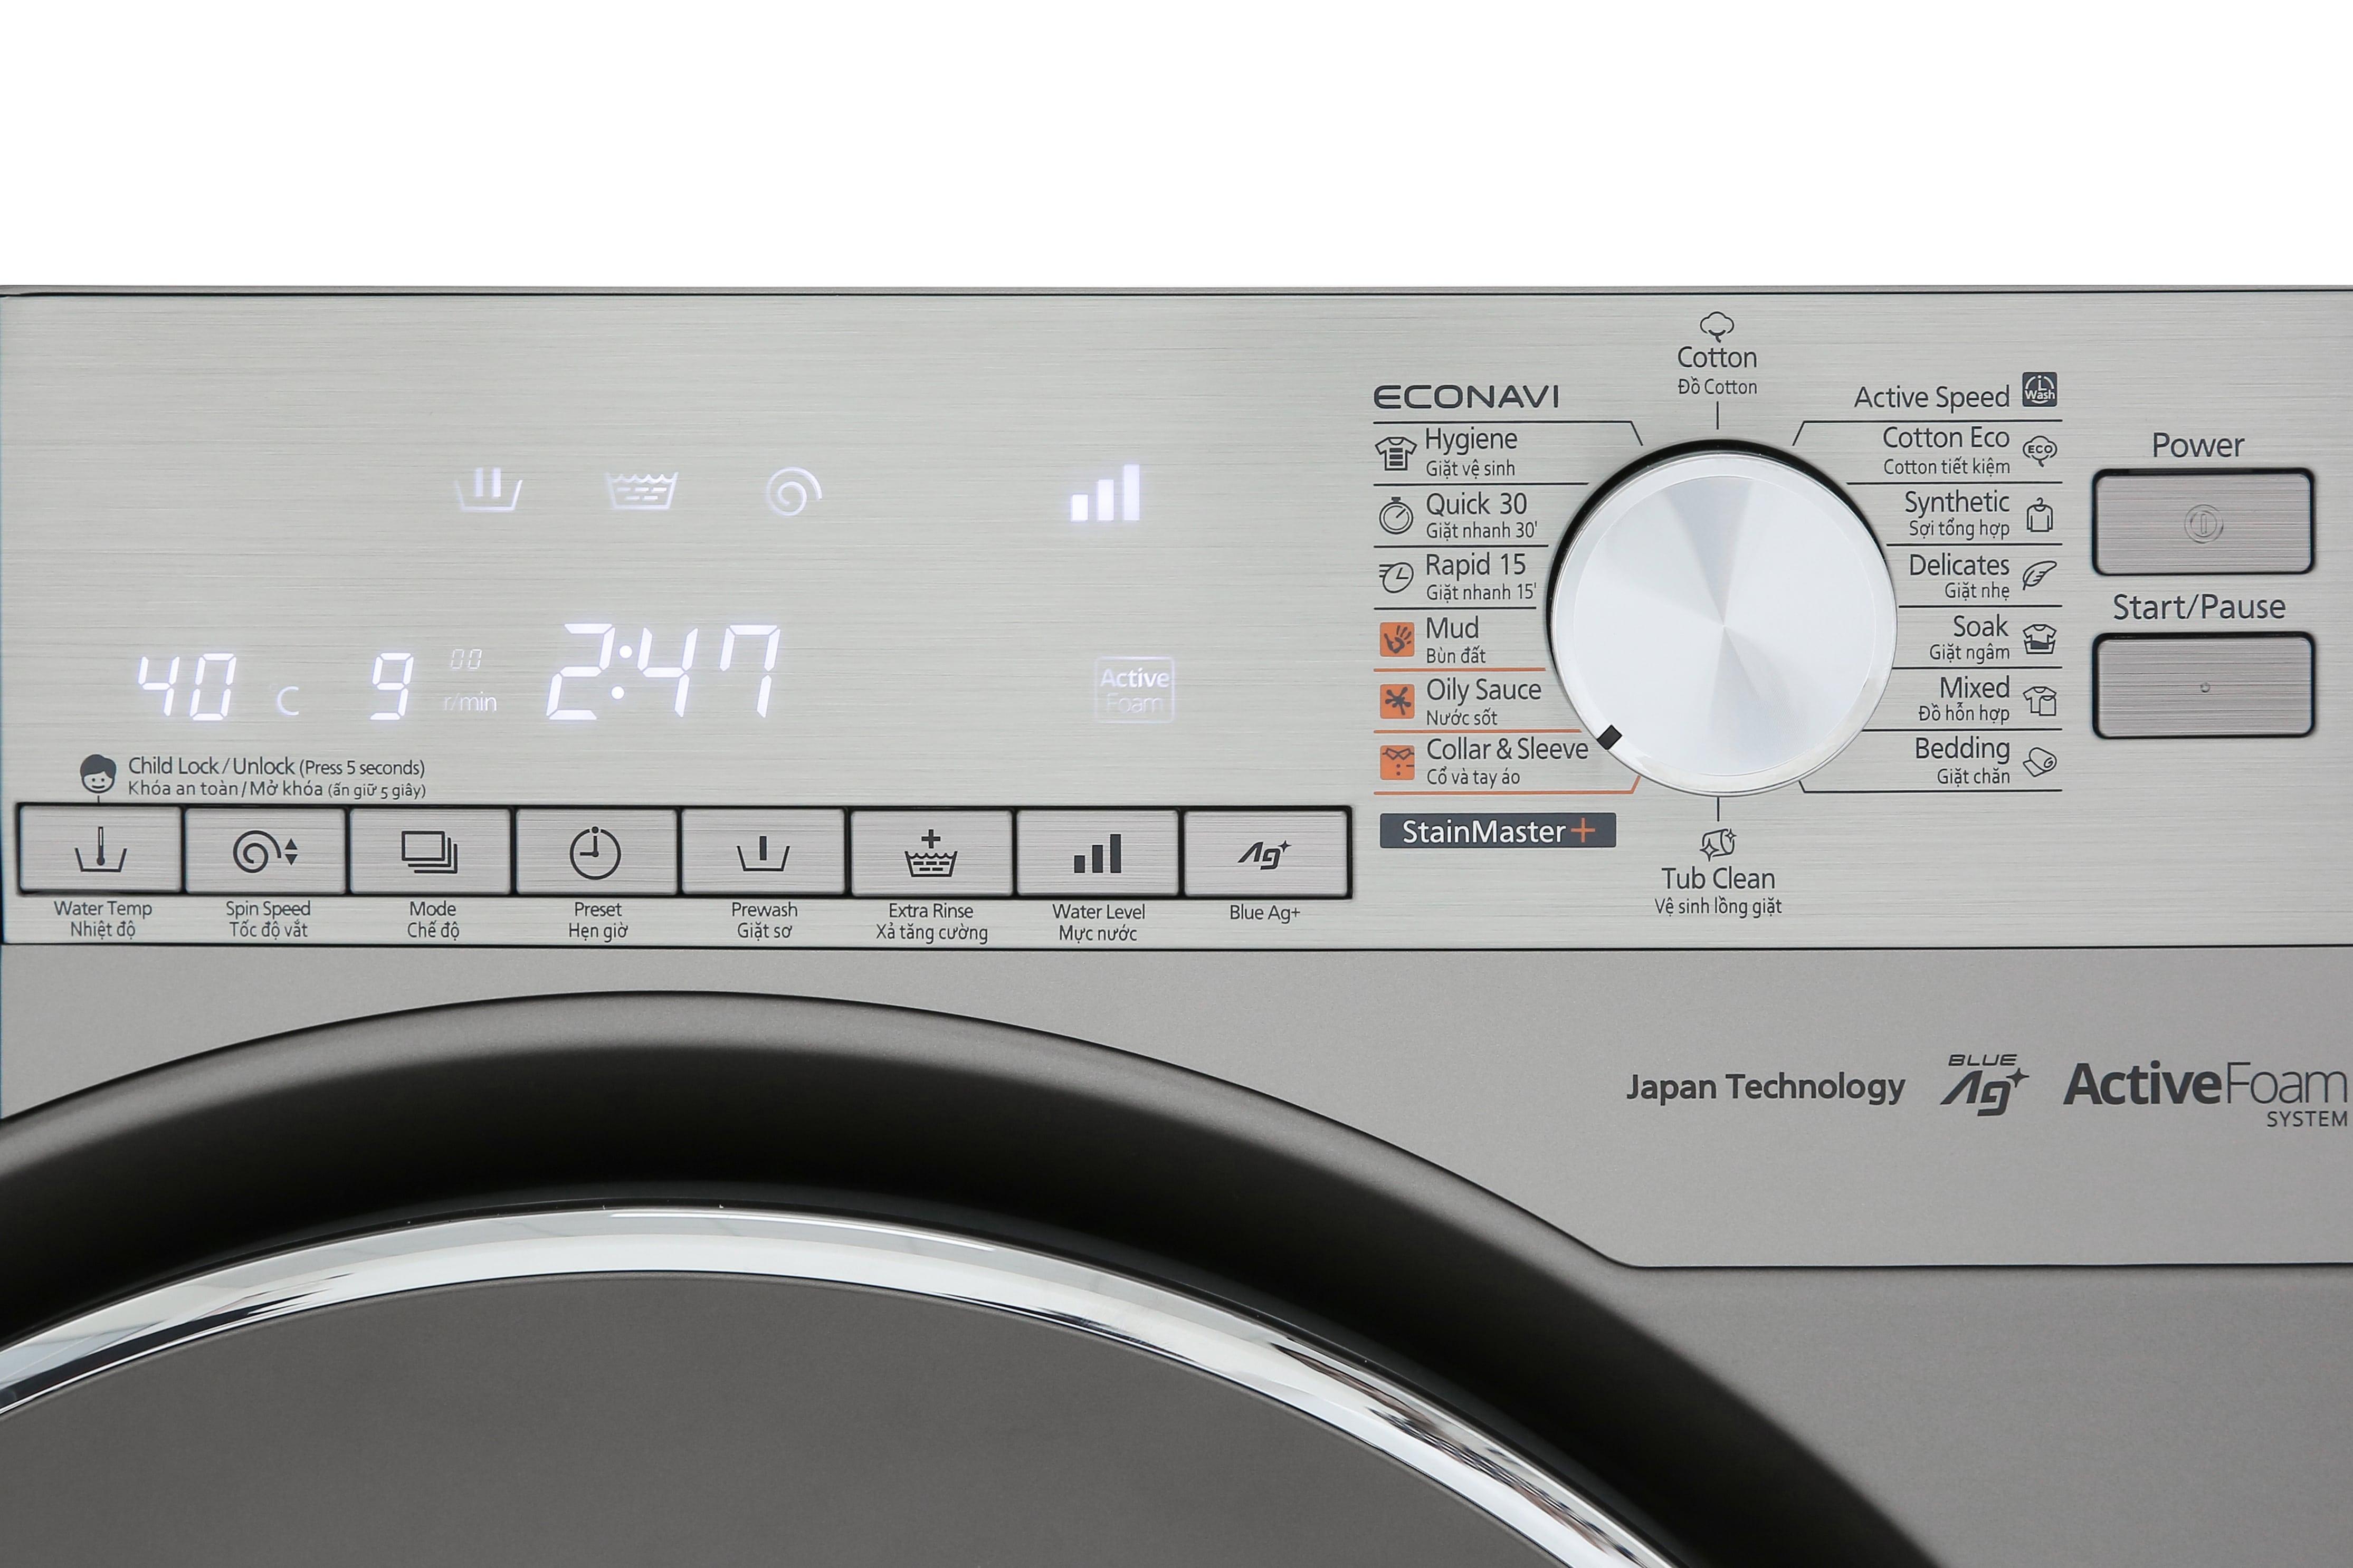 40 C 900 r/min 2:47
Active
Foam
Child Lock/Unlock (Press 5 seconds)
Khóa an toàn/Mở khóa (ấn giữ 5 giây)
Ag+
Water Temp
Nhiệt độ
Spin Speed
Tốc độ vắt
Mode
Chế độ
Preset
Hẹn giờ
Prewash
Giặt sơ
Extra Rinse
Xả tăng cường
Water Level
Mực nước
Blue Ag+
Cotton
Đồ Cotton
ECONAVI
Hygiene
Giặt vệ sinh
Quick 30
Giặt nhanh 30'
Rapid 15
Giặt nhanh 15'
Mud
Bùn đất
Oily Sauce
Nước sốt
Collar & Sleeve
Cổ và tay áo
StainMaster+
Active Speed
Wash
Cotton Eco
Cotton tiết kiệm
ECO
Synthetic
Sợi tổng hợp
Delicates
Giặt nhẹ
Soak
Giặt ngâm
Mixed
Đồ hỗn hợp
Bedding
Giặt chăn
Tub Clean
Vệ sinh lồng giặt
Power
Start/Pause
Japan Technology
BLUE
Ag+
ActiveFoam
SYSTEM